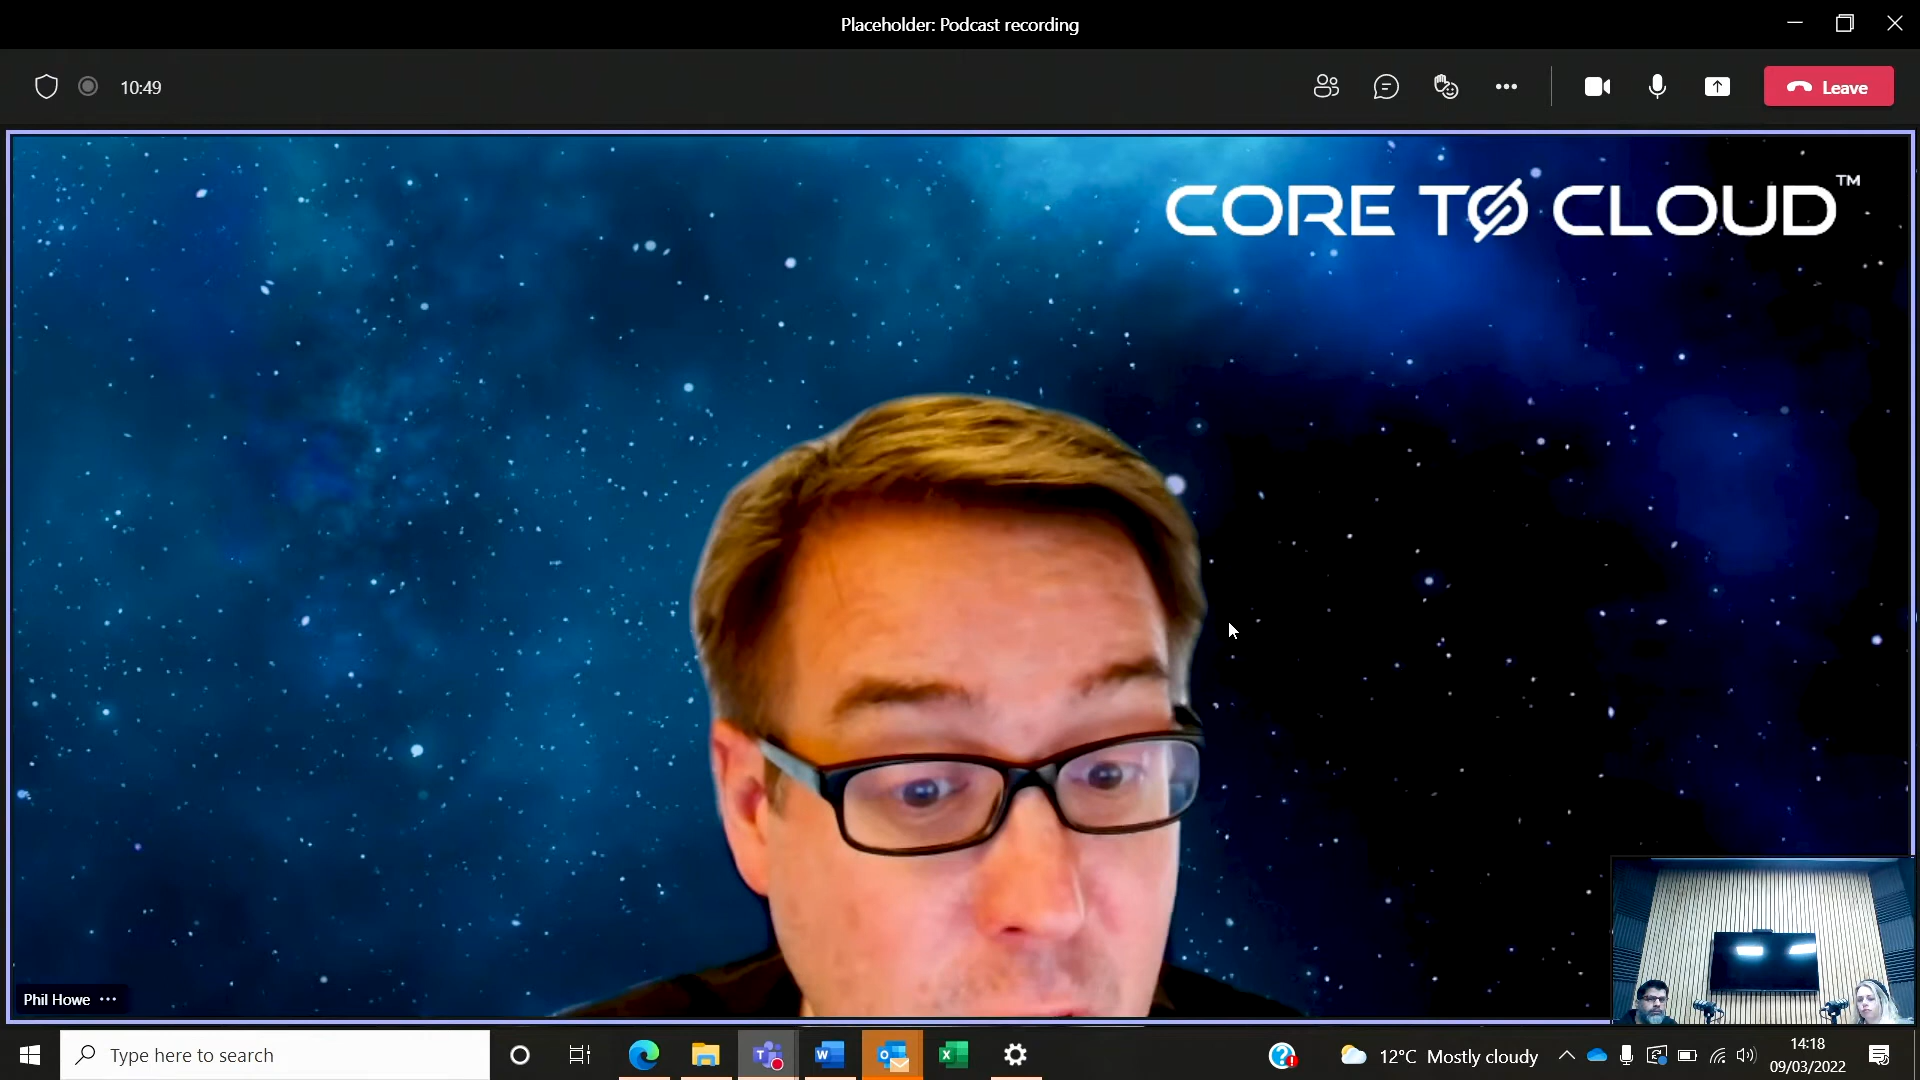 Placeholder: Podcast recording
10:49
Leave
CORE TO CLOUD™
Phil Howe
Type here to search
12°C Mostly cloudy
14:18
09/03/2022